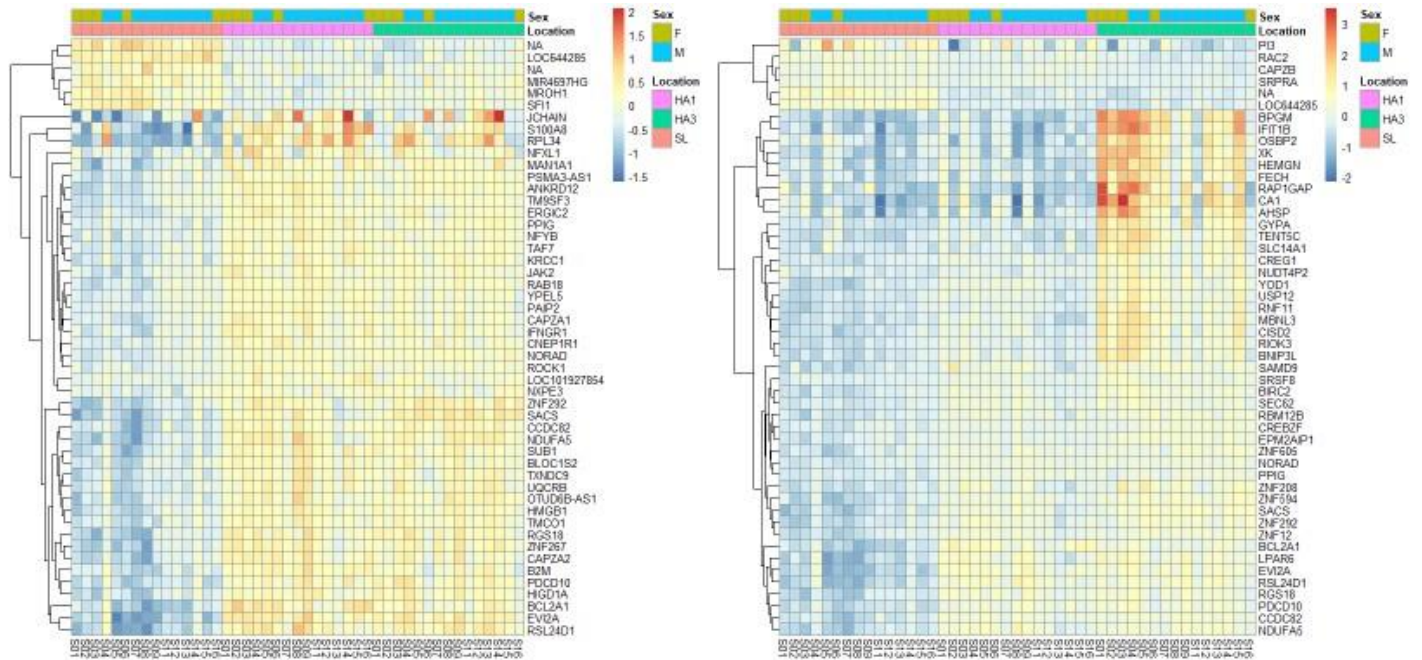 Sex
Location
NA
LOC644285
NA
MIR4697HG
MROH1
SFI1
JCHAIN
S100A8
RPL34
NFXL1
MAN1A1
PSMA3-AS1
ANKRD12
TM9SF3
ERGIC2
PPIG
NFYB
TAF7
KRCC1
JAK2
RAB18
YPEL5
PAIP2
CAPZA1
IFNGR1
CNEP1R1
NORAD
ROCK1
LOC101927854
NXPE3
ZNF292
SACS
CCDC82
NDUFA5
SUB1
BLOC1S2
TXNDC9
UQCRB
OTUD6B-AS1
HMGB1
TMCO1
RGS18
ZNF267
CAPZA2
B2M
PDCD10
HIGD1A
BCL2A1
EVI2A
RSL24D1
2
1.5
1
0.5
0
-0.5
-1
-1.5
Sex
F
M
Location
HA1
HA3
SL
Sex
Location
PI3
RAC2
CAPZB
SRPRA
NA
LOC644285
BPGM
IFIT1B
OSBP2
XK
HEMGN
FECH
RAP1GAP
CA1
AHSP
GYPA
TENT5C
SLC14A1
CREG1
NUDT4P2
YOD1
USP12
RNF11
MBNL3
CISD2
RIOK3
BNIP3L
SAMD9
SRSF8
BIRC2
SEC62
RBM12B
CREBZF
EPM2AIP1
ZNF605
NORAD
PPIG
ZNF208
ZNF594
SACS
ZNF292
ZNF12
BCL2A1
LPAR6
EVI2A
RSL24D1
RGS18
PDCD10
CCDC82
NDUFA5
3
2
1
0
-1
-2
Sex
F
M
Location
HA1
HA3
SL